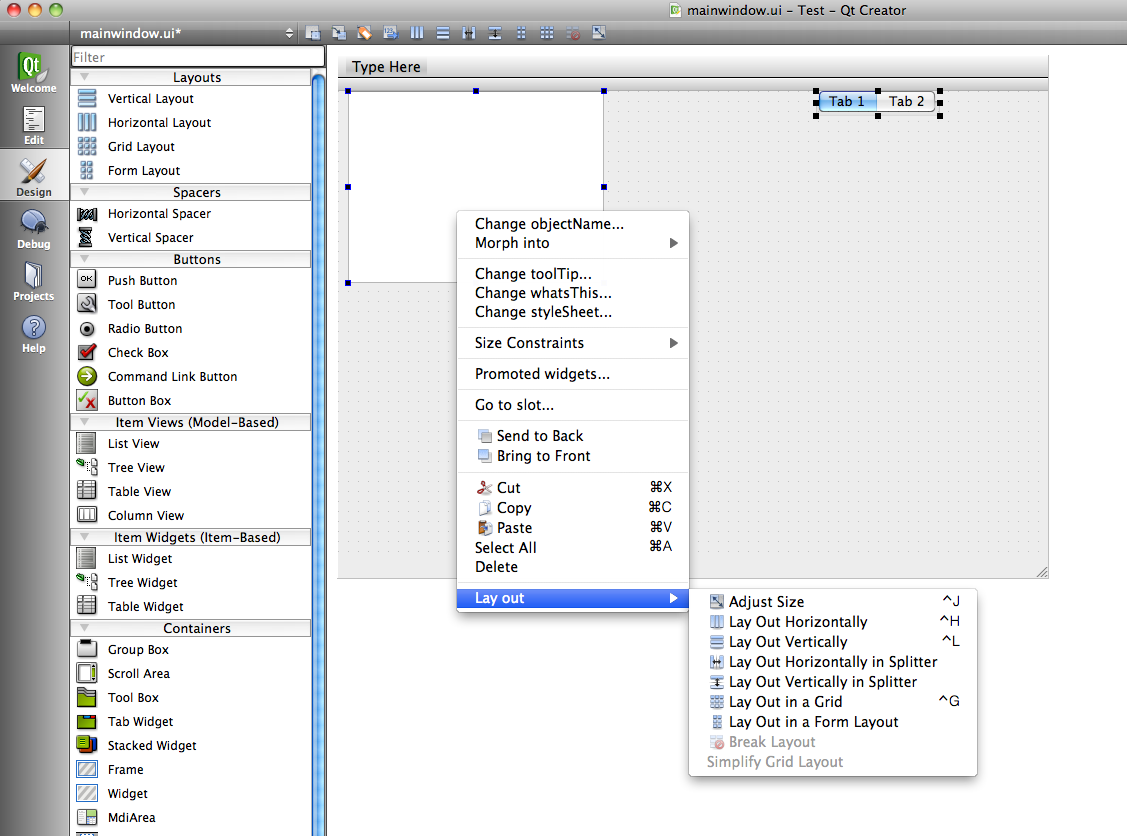 mainwindow.ui – Test – Qt Creator
mainwindow.ui*
Qt
Welcome
Edit
Design
Debug
Projects
?
Help
Filter
Layouts
Vertical Layout
Horizontal Layout
Grid Layout
Form Layout
Spacers
Horizontal Spacer
Vertical Spacer
Buttons
OK
Push Button
Tool Button
Radio Button
Check Box
Command Link Button
Button Box
Item Views (Model-Based)
List View
Tree View
Table View
Column View
Item Widgets (Item-Based)
List Widget
Tree Widget
Table Widget
Containers
Group Box
Scroll Area
Tool Box
Tab Widget
Stacked Widget
Frame
Widget
MdiArea
Type Here
Tab 1 Tab 2
Change objectName...
Morph into
Change toolTip...
Change whatsThis...
Change styleSheet...
Size Constraints
Promoted widgets...
Go to slot...
Send to Back
Bring to Front
Cut ⌘X
Copy ⌘C
Paste ⌘V
Select All ⌘A
Delete
Lay out
Adjust Size ^J
Lay Out Horizontally ^H
Lay Out Vertically ^L
Lay Out Horizontally in Splitter
Lay Out Vertically in Splitter
Lay Out in a Grid ^G
Lay Out in a Form Layout
Break Layout
Simplify Grid Layout